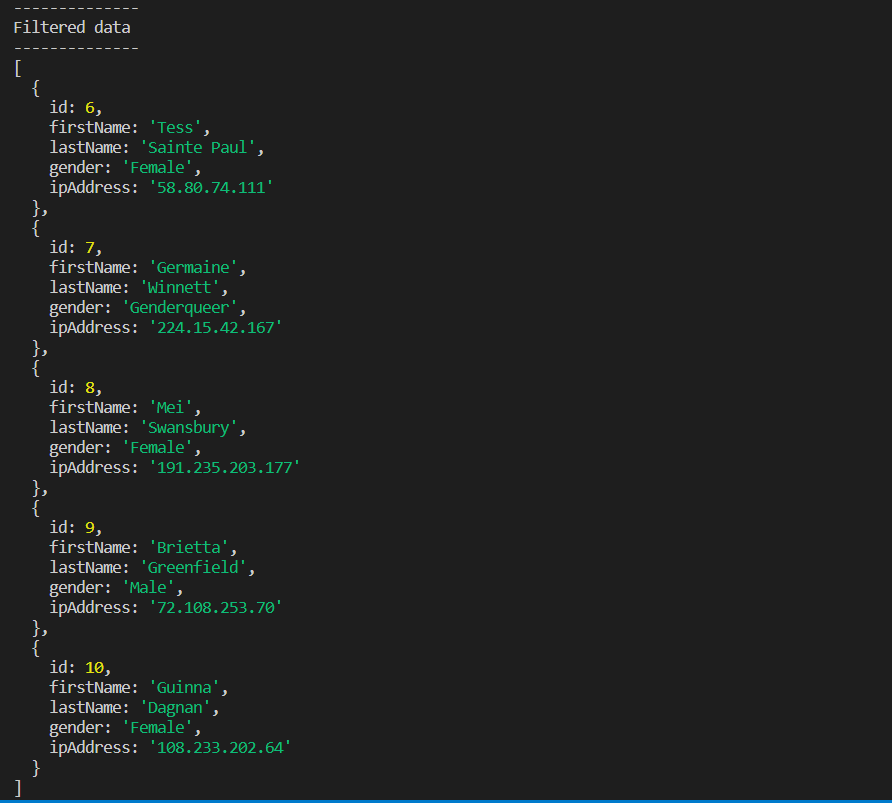 --------------
Filtered data
--------------
[
  {
    id: 6,
    firstName: 'Tess',
    lastName: 'Sainte Paul',
    gender: 'Female',
    ipAddress: '58.80.74.111'
  },
  {
    id: 7,
    firstName: 'Germaine',
    lastName: 'Winnett',
    gender: 'Genderqueer',
    ipAddress: '224.15.42.167'
  },
  {
    id: 8,
    firstName: 'Mei',
    lastName: 'Swansbury',
    gender: 'Female',
    ipAddress: '191.235.203.177'
  },
  {
    id: 9,
    firstName: 'Brietta',
    lastName: 'Greenfield',
    gender: 'Male',
    ipAddress: '72.108.253.70'
  },
  {
    id: 10,
    firstName: 'Guinna',
    lastName: 'Dagnan',
    gender: 'Female',
    ipAddress: '108.233.202.64'
  }
]